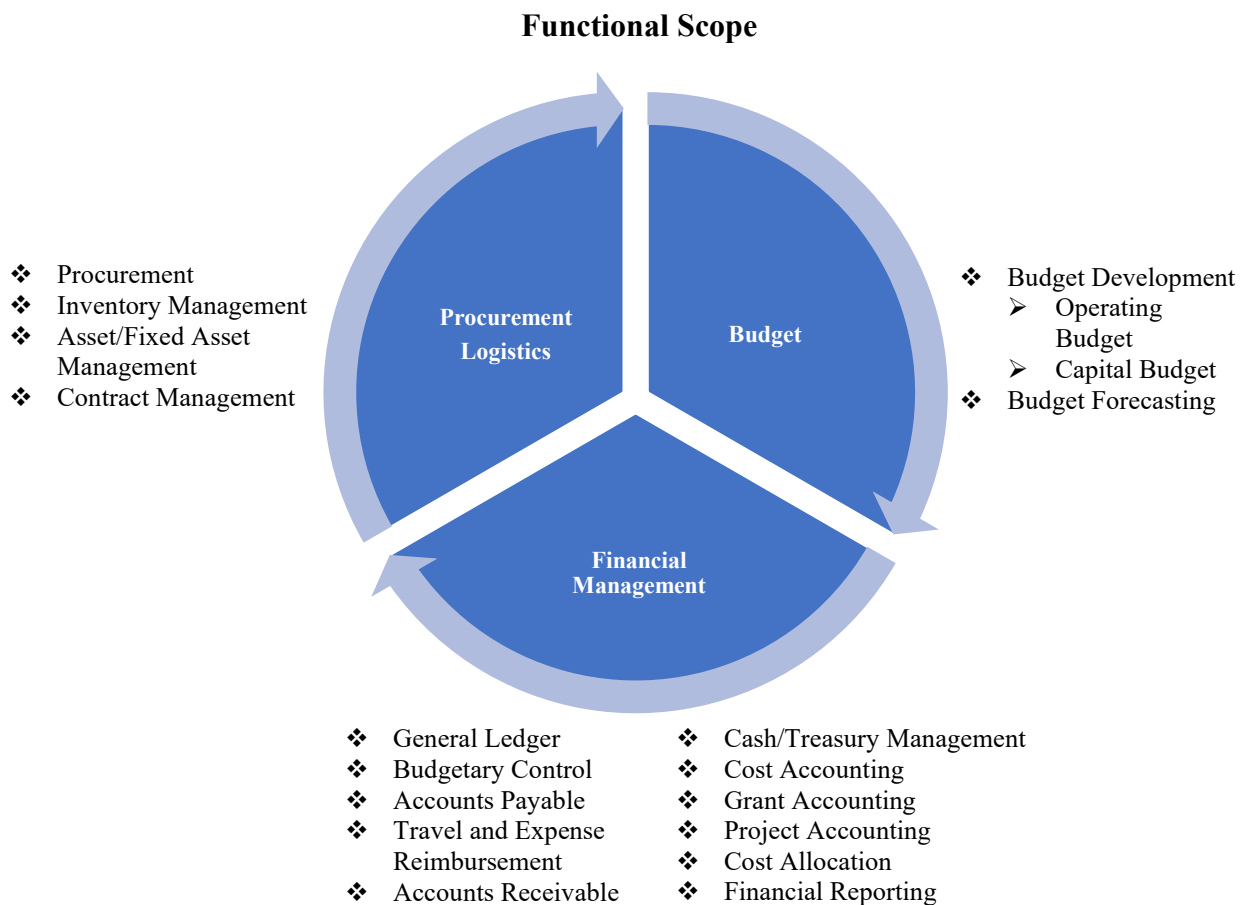 Functional Scope
❖ Procurement
❖ Inventory Management
❖ Asset/Fixed Asset
Management
❖ Contract Management
Procurement
Logistics
Budget
❖ Budget Development
➢ Operating
Budget
➢ Capital Budget
❖ Budget Forecasting
Financial
Management
❖ General Ledger
❖ Budgetary Control
❖ Accounts Payable
❖ Travel and Expense
Reimbursement
❖ Accounts Receivable
❖ Cash/Treasury Management
❖ Cost Accounting
❖ Grant Accounting
❖ Project Accounting
❖ Cost Allocation
❖ Financial Reporting